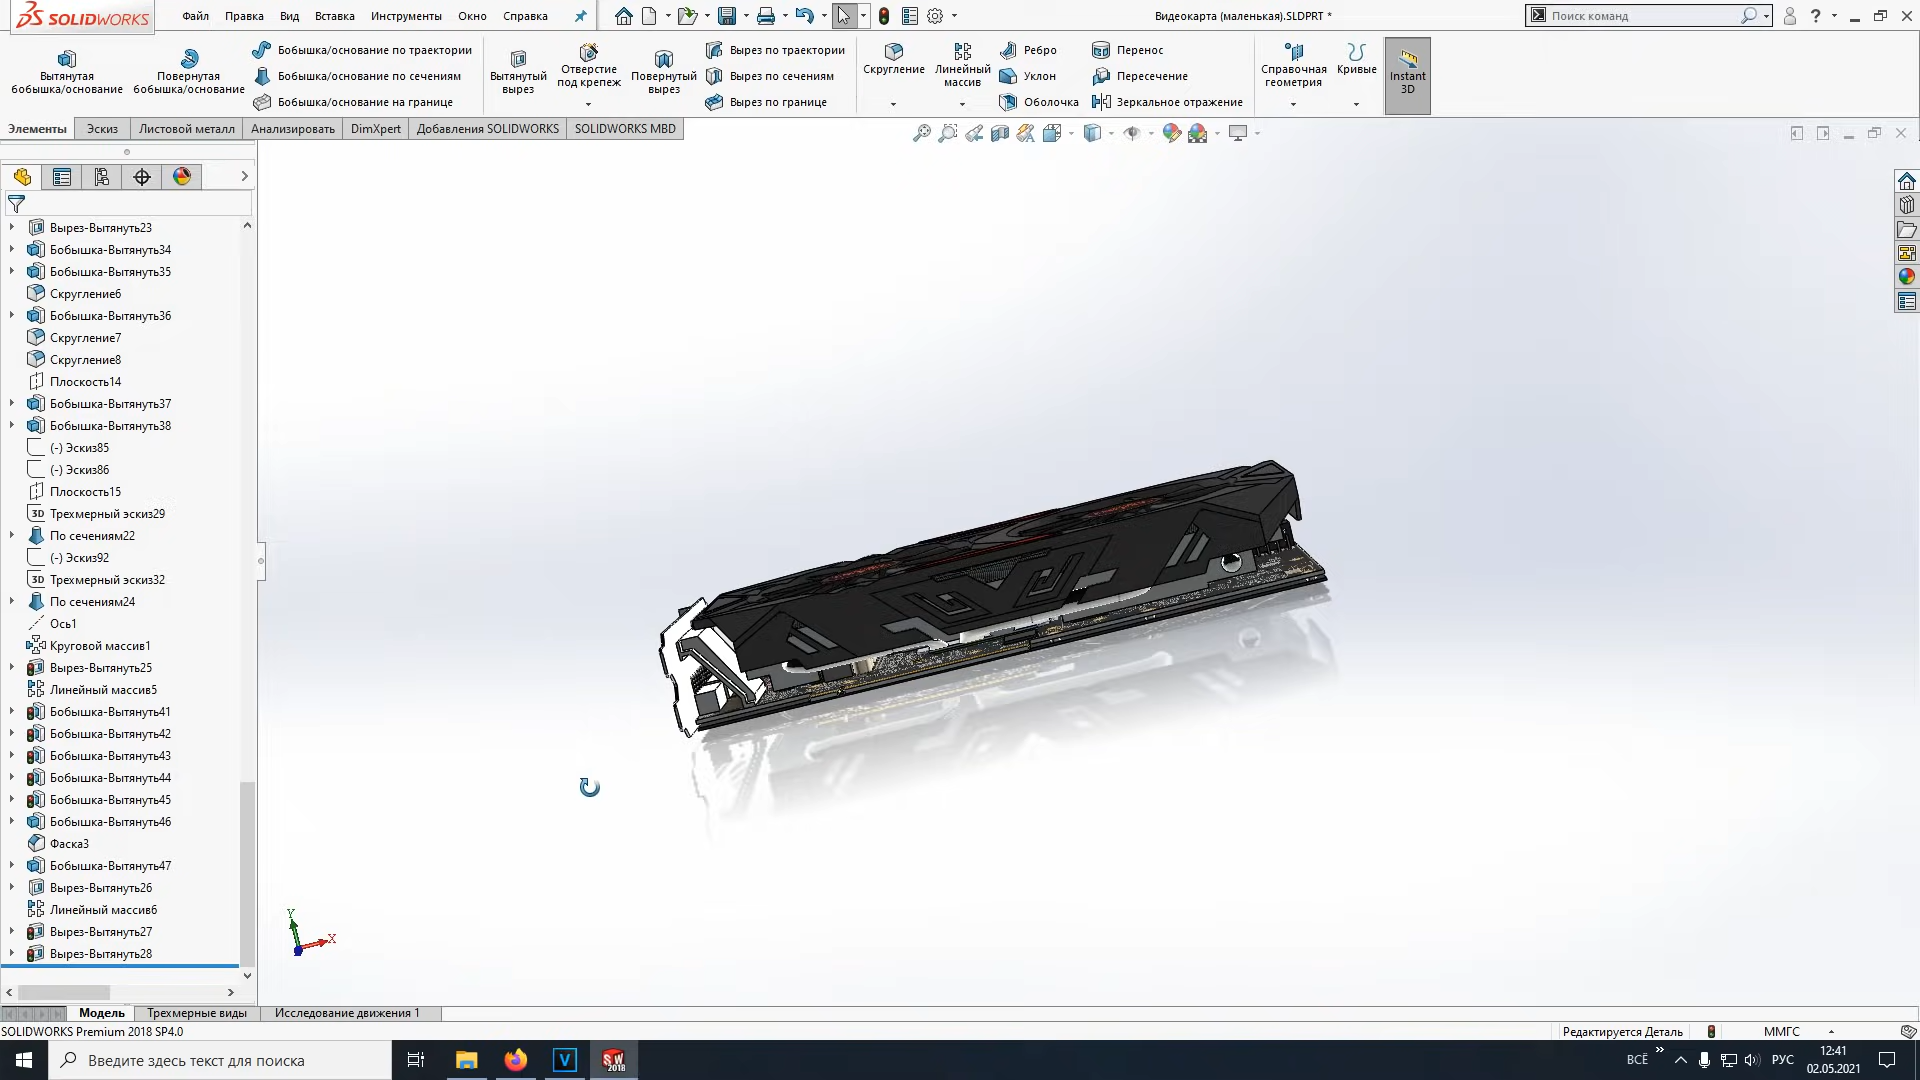 SOLIDWORKS
Файл
Правка
Вид
Вставка
Инструменты
Окно
Справка
Видеокарта (маленькая).SLDPRT *
Поиск команд
Вытянутая бобышка/основание
Повернутая бобышка/основание
Бобышка/основание по траектории
Бобышка/основание по сечениям
Бобышка/основание на границе
Вытянутый вырез
Отверстие под крепеж
Повернутый вырез
Вырез по траектории
Вырез по сечениям
Вырез по границе
Скругление
Линейный массив
Ребро
Уклон
Оболочка
Перенос
Пересечение
Зеркальное отражение
Справочная геометрия
Кривые
Instant 3D
Элементы
Эскиз
Листовой металл
Анализировать
DimXpert
Добавления SOLIDWORKS
SOLIDWORKS MBD
Вырез-Вытянуть23
Бобышка-Вытянуть34
Бобышка-Вытянуть35
Скругление6
Бобышка-Вытянуть36
Скругление7
Скругление8
Плоскость14
Бобышка-Вытянуть37
Бобышка-Вытянуть38
(-) Эскиз85
(-) Эскиз86
Плоскость15
3D Трехмерный эскиз29
По сечениям22
(-) Эскиз92
3D Трехмерный эскиз32
По сечениям24
Ось1
Круговой массив1
Вырез-Вытянуть25
Линейный массив5
Бобышка-Вытянуть41
Бобышка-Вытянуть42
Бобышка-Вытянуть43
Бобышка-Вытянуть44
Бобышка-Вытянуть45
Бобышка-Вытянуть46
Фаска3
Бобышка-Вытянуть47
Вырез-Вытянуть26
Линейный массив6
Вырез-Вытянуть27
Вырез-Вытянуть28
Y
X
Модель
Трехмерные виды
Исследование движения 1
SOLIDWORKS Premium 2018 SP4.0
Редактируется Деталь
ММГС
Введите здесь текст для поиска
V
SW 2018
ВСЁ
РУС
12:41
02.05.2021